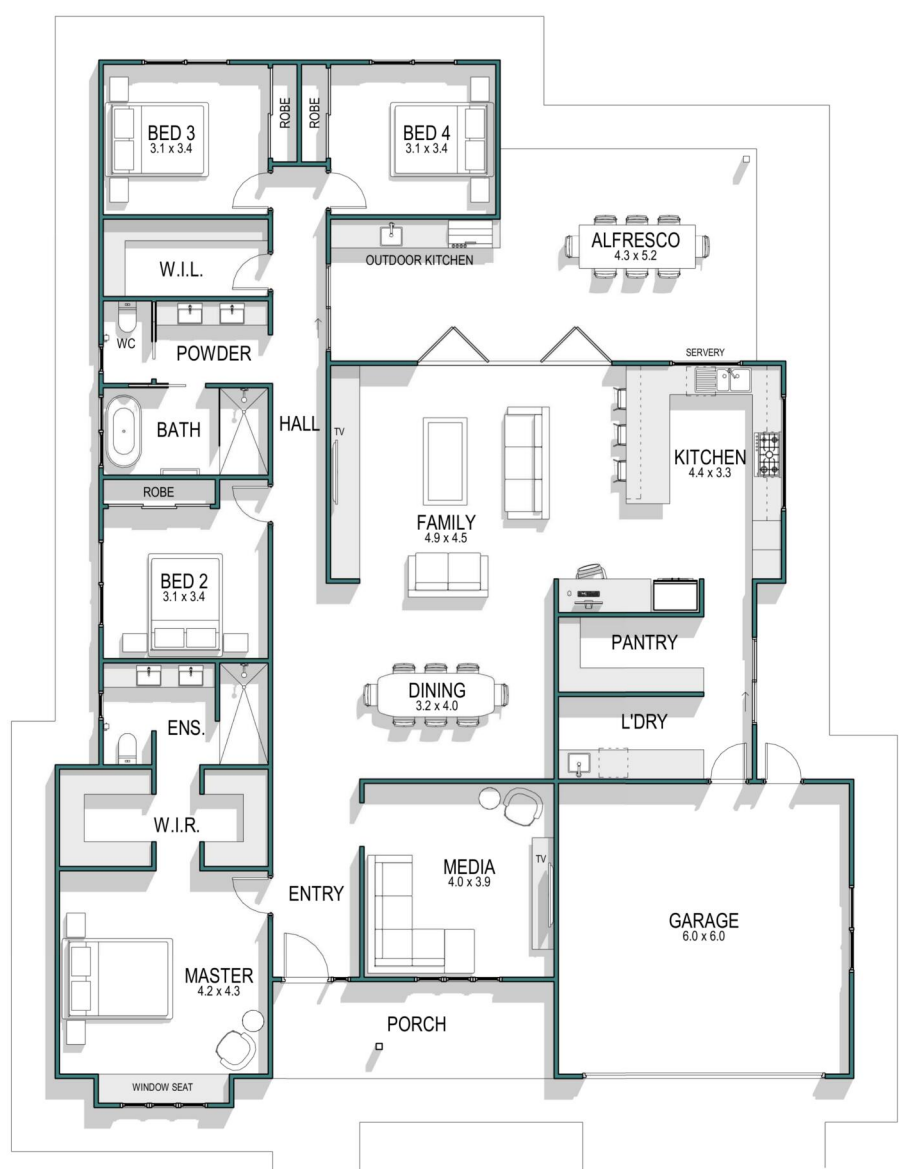 BED 3
3.1 x 3.4
ROBE
ROBE
BED 4
3.1 x 3.4
W.I.L.
OUTDOOR KITCHEN
ALFRESCO
4.3 x 5.2
WC
POWDER
SERVERY
BATH
HALL
TV
KITCHEN
4.4 x 3.3
ROBE
FAMILY
4.9 x 4.5
BED 2
3.1 x 3.4
PANTRY
DINING
3.2 x 4.0
ENS.
L'DRY
W.I.R.
MEDIA
4.0 x 3.9
TV
ENTRY
GARAGE
6.0 x 6.0
MASTER
4.2 x 4.3
PORCH
WINDOW SEAT